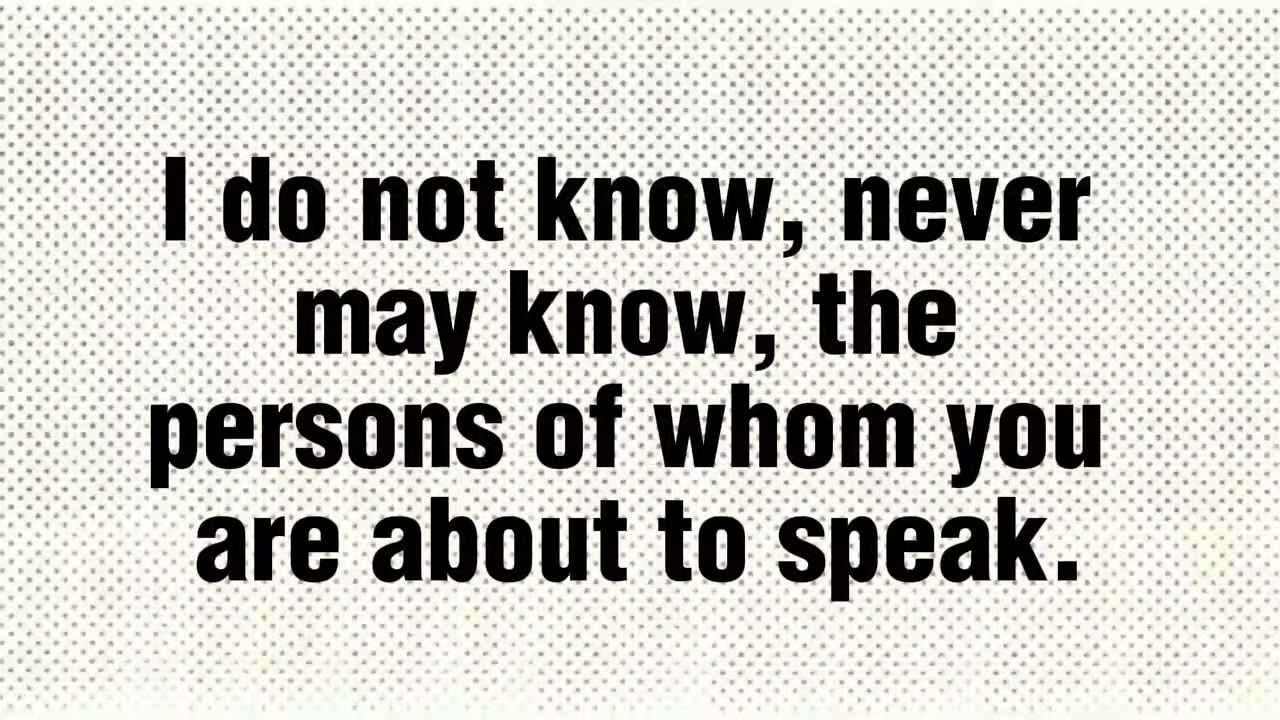 I do not know, never
may know, the
persons of whom you
are about to speak.